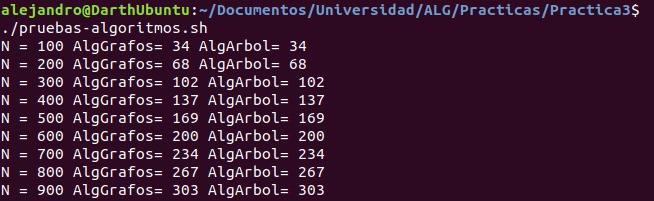 alejandro@DarthUbuntu:~/Documentos/Universidad/ALG/Practicas/Practica3$
./pruebas-algoritmos.sh
N = 100 AlgGrafos= 34 AlgArbol= 34
N = 200 AlgGrafos= 68 AlgArbol= 68
N = 300 AlgGrafos= 102 AlgArbol= 102
N = 400 AlgGrafos= 137 AlgArbol= 137
N = 500 AlgGrafos= 169 AlgArbol= 169
N = 600 AlgGrafos= 200 AlgArbol= 200
N = 700 AlgGrafos= 234 AlgArbol= 234
N = 800 AlgGrafos= 267 AlgArbol= 267
N = 900 AlgGrafos= 303 AlgArbol= 303